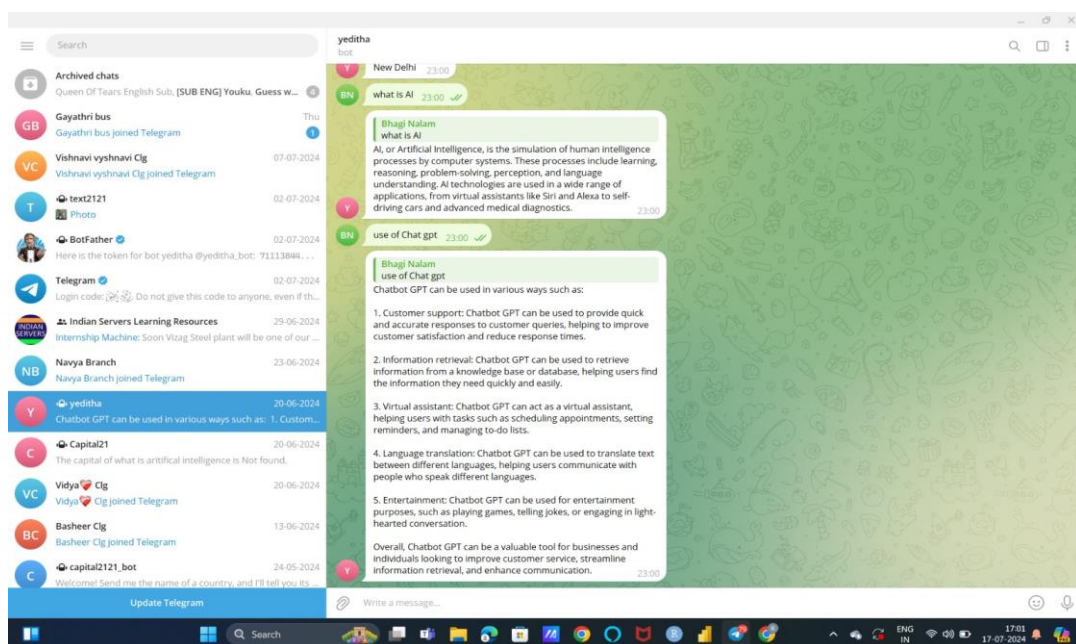 Search
Archived chats
Queen Of Tears English Sub, [SUB ENG] Youku, Guess w... 4
GB
Gayathri bus Thu
Gayathri bus joined Telegram 1
VC
Vishnavi vyshnavi Clg 07-07-2024
Vishnavi vyshnavi Clg joined Telegram
T
text2121 02-07-2024
Photo
BotFather 02-07-2024
Here is the token for bot yeditha @yeditha_bot:
Telegram 02-07-2024
Login code: Do not give this code to anyone, even if th...
INDIAN
SERVERS
Indian Servers Learning Resources 29-06-2024
Internship Machine: Soon Vizag Steel plant will be one of our ...
NB
Navya Branch 23-06-2024
Navya Branch joined Telegram
Y
yeditha 20-06-2024
Chatbot GPT can be used in various ways such as: 1. Custom...
C
Capital21 20-06-2024
The capital of what is aritifical intelligence is Not found.
VC
Vidya Clg 20-06-2024
Vidya Clg joined Telegram
BC
Basheer Clg 13-06-2024
Basheer Clg joined Telegram
C
capital2121_bot 24-05-2024
Welcome! Send me the name of a country, and I'll tell you its ...
Update Telegram
yeditha
bot
Y
New Delhi 23:00
BN
what is AI 23:00
Bhagi Nalam
what is AI
AI, or Artificial Intelligence, is the simulation of human intelligence
processes by computer systems. These processes include learning,
reasoning, problem-solving, perception, and language
understanding. AI technologies are used in a wide range of
applications, from virtual assistants like Siri and Alexa to self-
driving cars and advanced medical diagnostics. 23:00
Y
BN
use of Chat gpt 23:00
Bhagi Nalam
use of Chat gpt
Chatbot GPT can be used in various ways such as:
1. Customer support: Chatbot GPT can be used to provide quick
and accurate responses to customer queries, helping to improve
customer satisfaction and reduce response times.
2. Information retrieval: Chatbot GPT can be used to retrieve
information from a knowledge base or database, helping users find
the information they need quickly and easily.
3. Virtual assistant: Chatbot GPT can act as a virtual assistant,
helping users with tasks such as scheduling appointments, setting
reminders, and managing to-do lists.
4. Language translation: Chatbot GPT can be used to translate text
between different languages, helping users communicate with
people who speak different languages.
5. Entertainment: Chatbot GPT can be used for entertainment
purposes, such as playing games, telling jokes, or engaging in light-
hearted conversation.
Overall, Chatbot GPT can be a valuable tool for businesses and
individuals looking to improve customer service, streamline
information retrieval, and enhance communication. 23:00
Y
Write a message...
Search
ENG
IN
17:01
17-07-2024